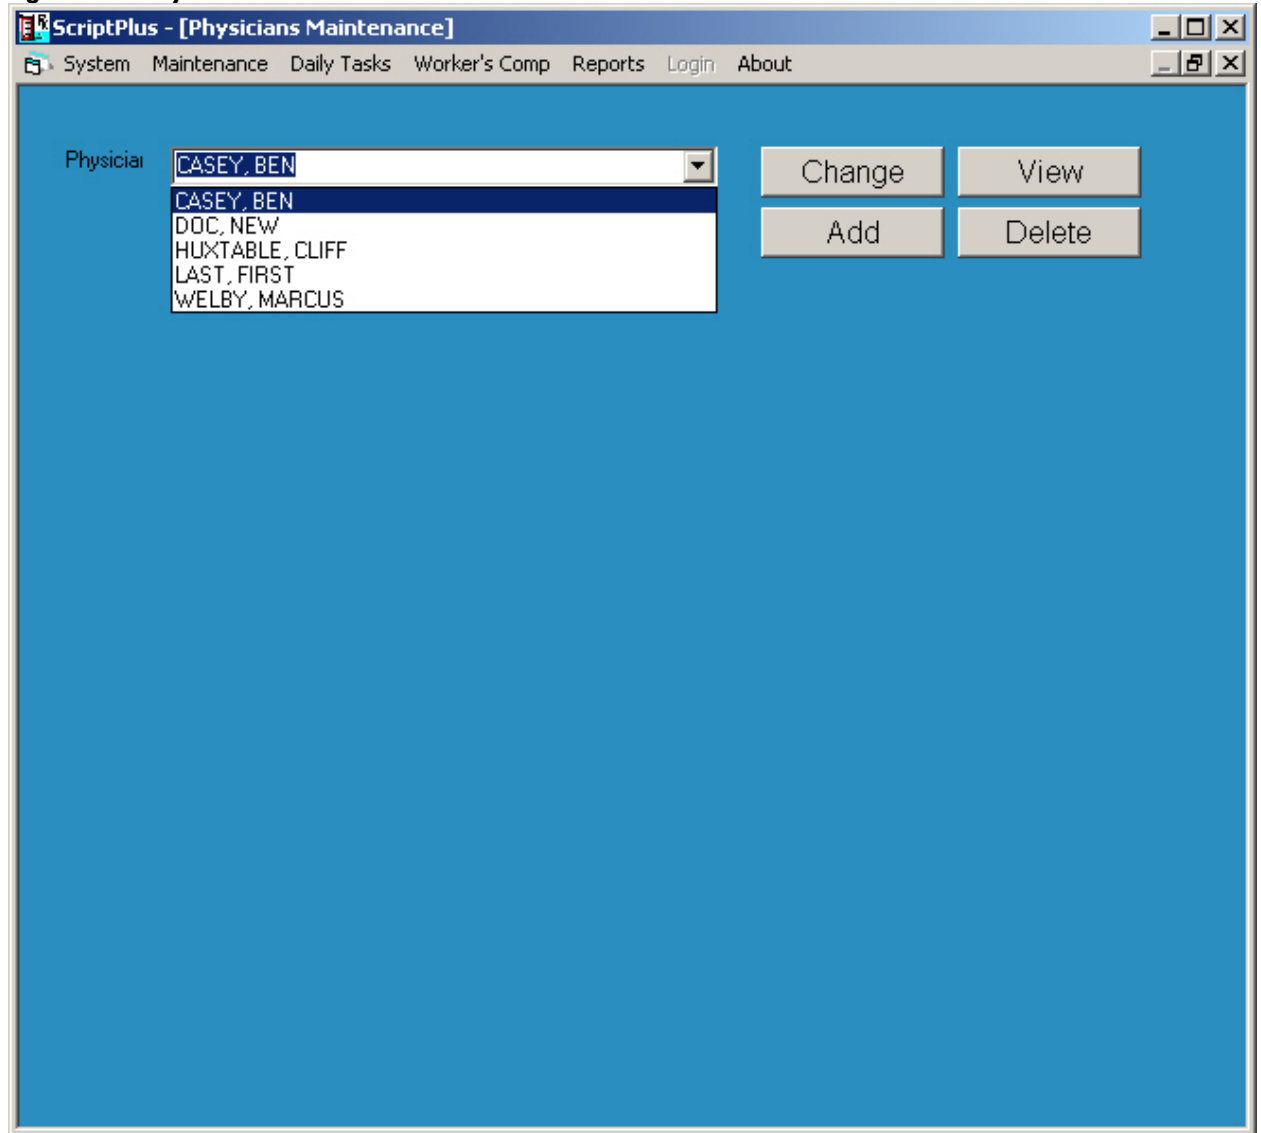 ScriptPlus - [Physicians Maintenance]
System Maintenance Daily Tasks Worker's Comp Reports Login About
Physician CASEY, BEN Change View
CASEY, BEN
DOC, NEW Add Delete
HUXTABLE, CLIFF
LAST, FIRST
WELBY, MARCUS